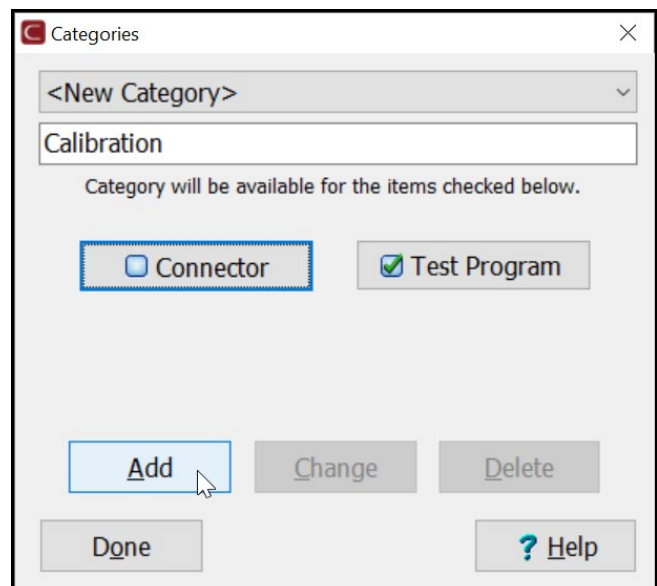 Categories
<New Category>
Calibration
Category will be available for the items checked below.
Connector
Test Program
Add
Change
Delete
Done
? Help